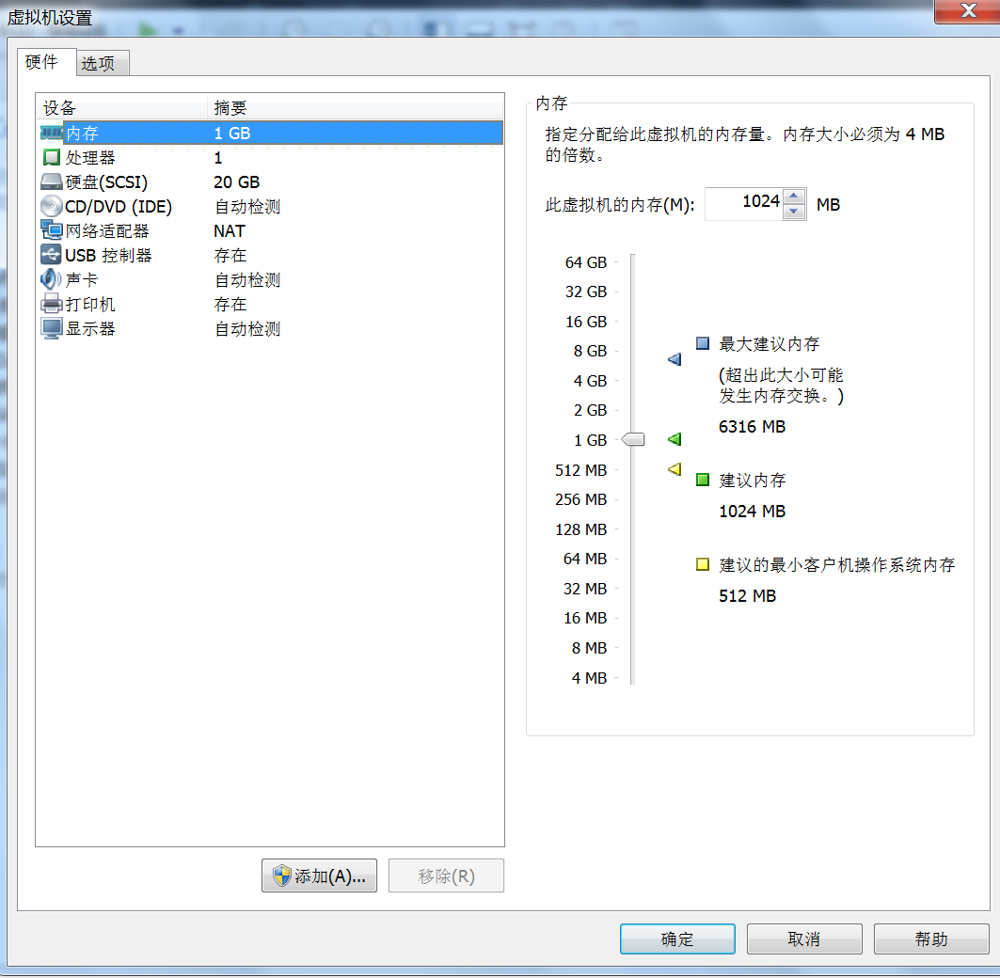 虚拟机设置
硬件 选项
设备 摘要
内存 1 GB
处理器 1
硬盘(SCSI) 20 GB
CD/DVD (IDE) 自动检测
网络适配器 NAT
USB 控制器 存在
声卡 自动检测
打印机 存在
显示器 自动检测
添加(A)... 移除(R)
内存
指定分配给此虚拟机的内存量。内存大小必须为 4 MB
的倍数。
此虚拟机的内存(M): 1024 MB
64 GB
32 GB
16 GB
8 GB
4 GB
2 GB
1 GB
512 MB
256 MB
128 MB
64 MB
32 MB
16 MB
8 MB
4 MB
最大建议内存
(超出此大小可能
发生内存交换。)
6316 MB
建议内存
1024 MB
建议的最小客户机操作系统内存
512 MB
确定 取消 帮助